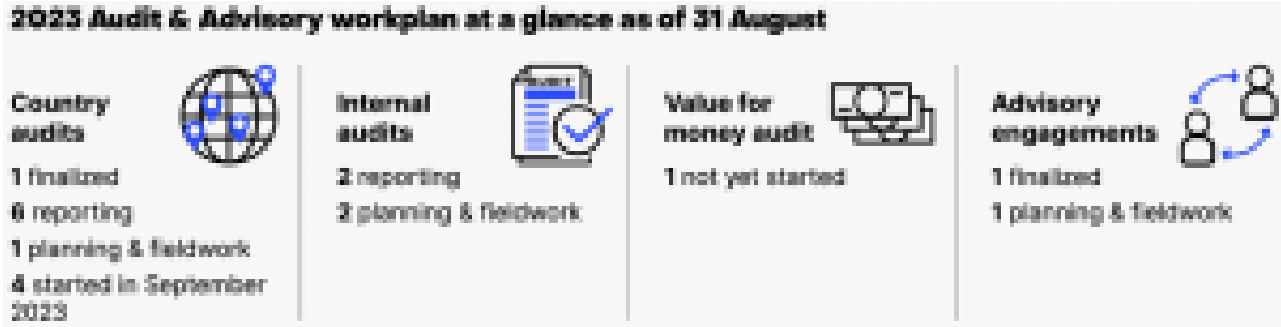 2023 Audit & Advisory workplan at a glance as of 31 August
Country
audits
1 finalized
6 reporting
1 planning & fieldwork
4 started in September
2023
Internal
audits
AUDIT
2 reporting
2 planning & fieldwork
Value for
money audit
1 not yet started
Advisory
engagements
1 finalized
1 planning & fieldwork